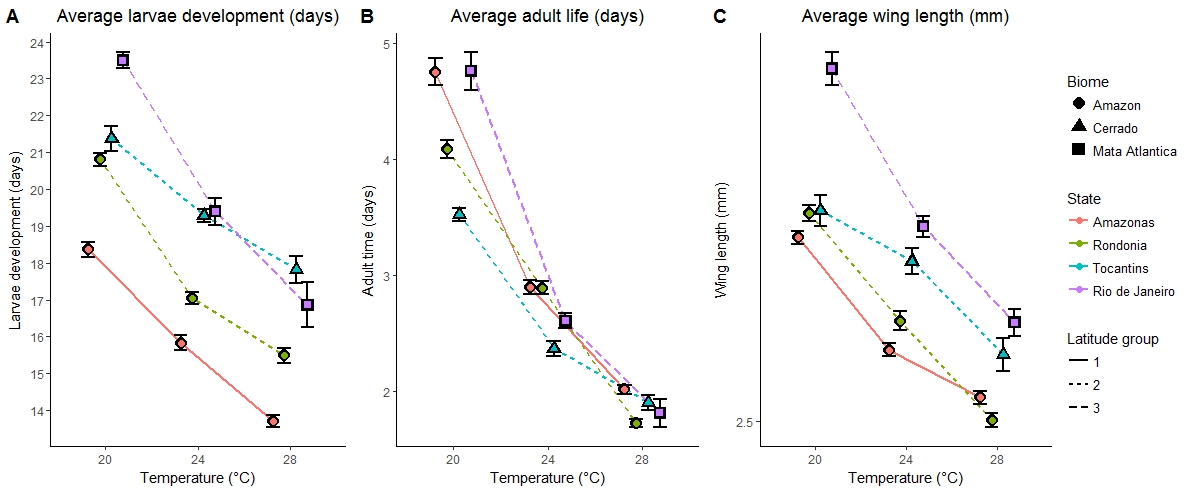 A Average larvae development (days)
Larvae development (days)
24
23
22
21
20
19
18
17
16
15
14
20 24 28
Temperature (°C)
B Average adult life (days)
Adult time (days)
5
4
3
2
20 24 28
Temperature (°C)
C Average wing length (mm)
Wing length (mm)
2.5
20 24 28
Temperature (°C)
Biome
Amazon
Cerrado
Mata Atlantica
State
Amazonas
Rondonia
Tocantins
Rio de Janeiro
Latitude group
1
2
3